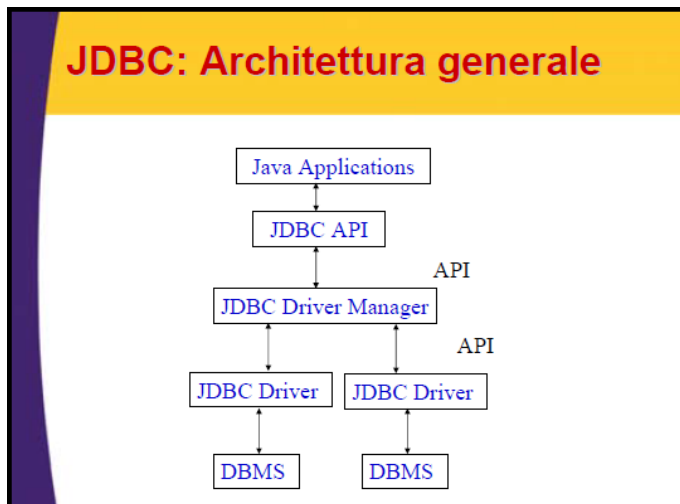 JDBC: Architettura generale
Java Applications
JDBC API
API
JDBC Driver Manager
API
JDBC Driver
JDBC Driver
DBMS
DBMS